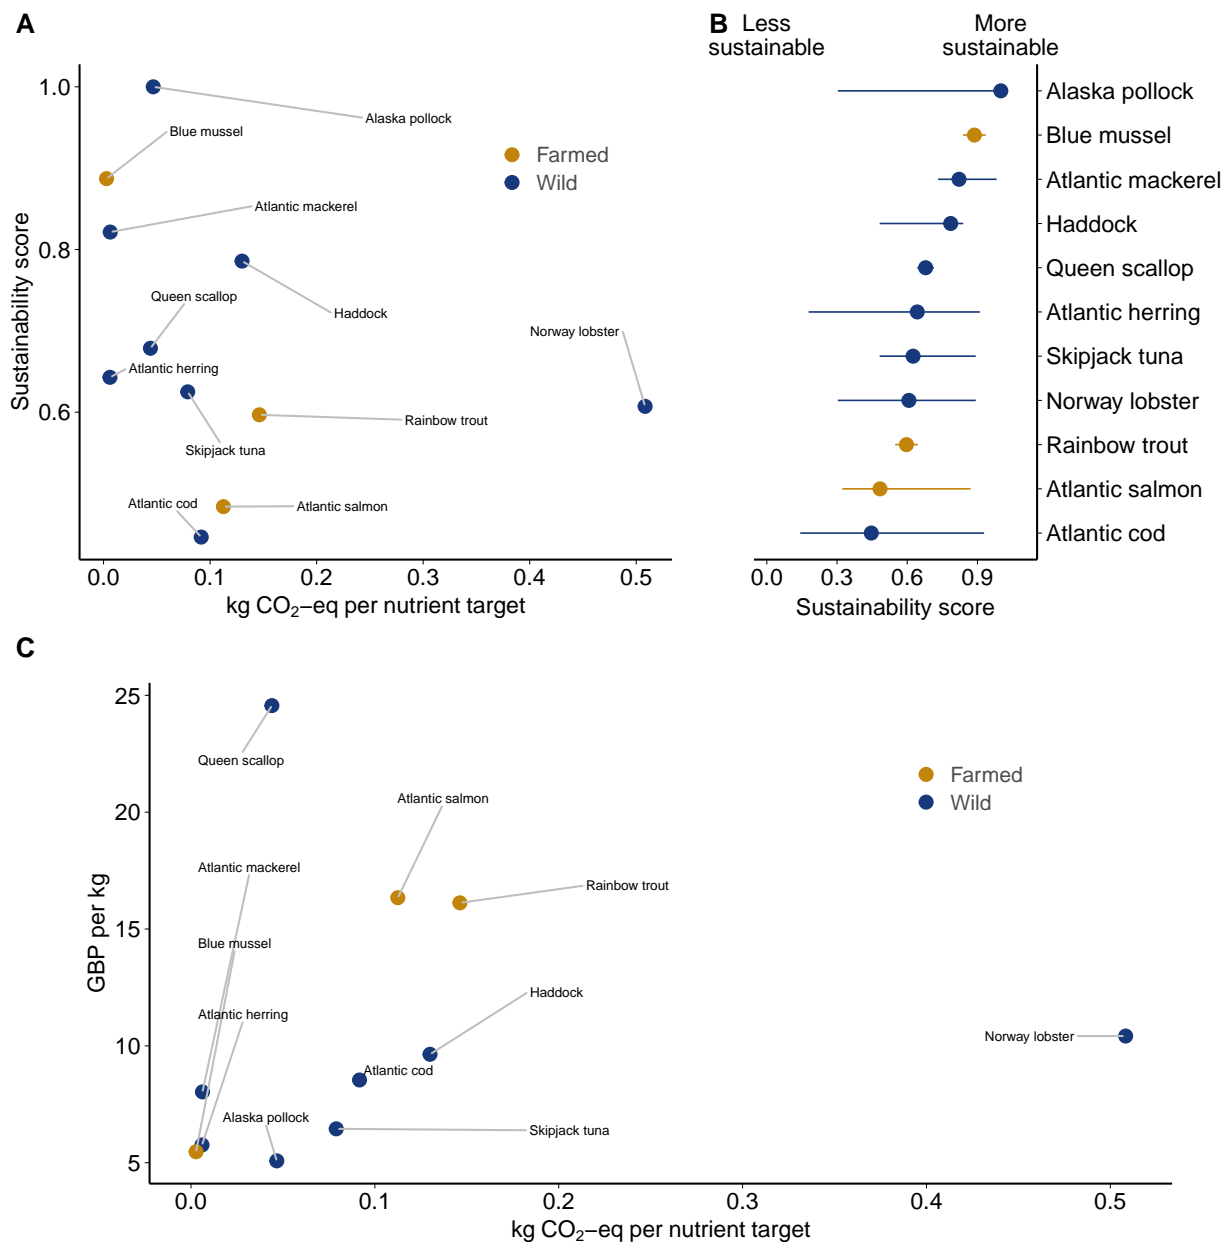 A
1.0
0.8
0.6
Sustainability score
Alaska pollock
Blue mussel
Farmed
Wild
Atlantic mackerel
Queen scallop
Haddock
Norway lobster
Atlantic herring
Rainbow trout
Skipjack tuna
Atlantic cod
Atlantic salmon
0.0 0.1 0.2 0.3 0.4 0.5
kg CO₂−eq per nutrient target
B
Less
sustainable
More
sustainable
Alaska pollock
Blue mussel
Atlantic mackerel
Haddock
Queen scallop
Atlantic herring
Skipjack tuna
Norway lobster
Rainbow trout
Atlantic salmon
Atlantic cod
0.0 0.3 0.6 0.9
Sustainability score
C
25
20
15
10
5
GBP per kg
Queen scallop
Farmed
Wild
Atlantic salmon
Atlantic mackerel
Rainbow trout
Blue mussel
Haddock
Atlantic herring
Norway lobster
Atlantic cod
Alaska pollock
Skipjack tuna
0.0 0.1 0.2 0.3 0.4 0.5
kg CO₂−eq per nutrient target